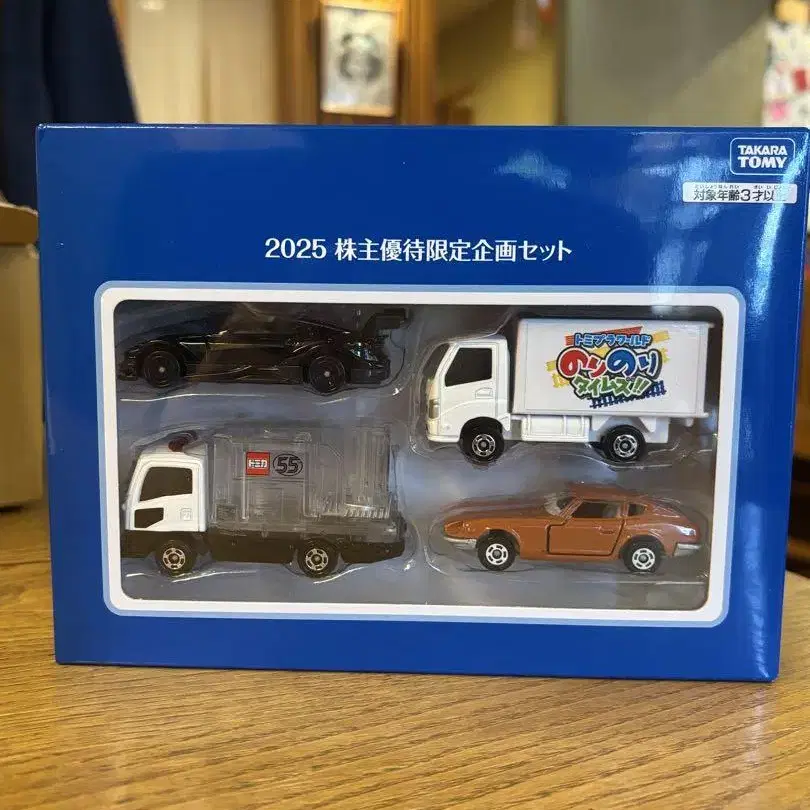 TAKARA
TOMY
対象年齢3才以
2025 株主優待限定企画セット
トミプラワールド
のりのり
タイムズ!!
トミカ 55